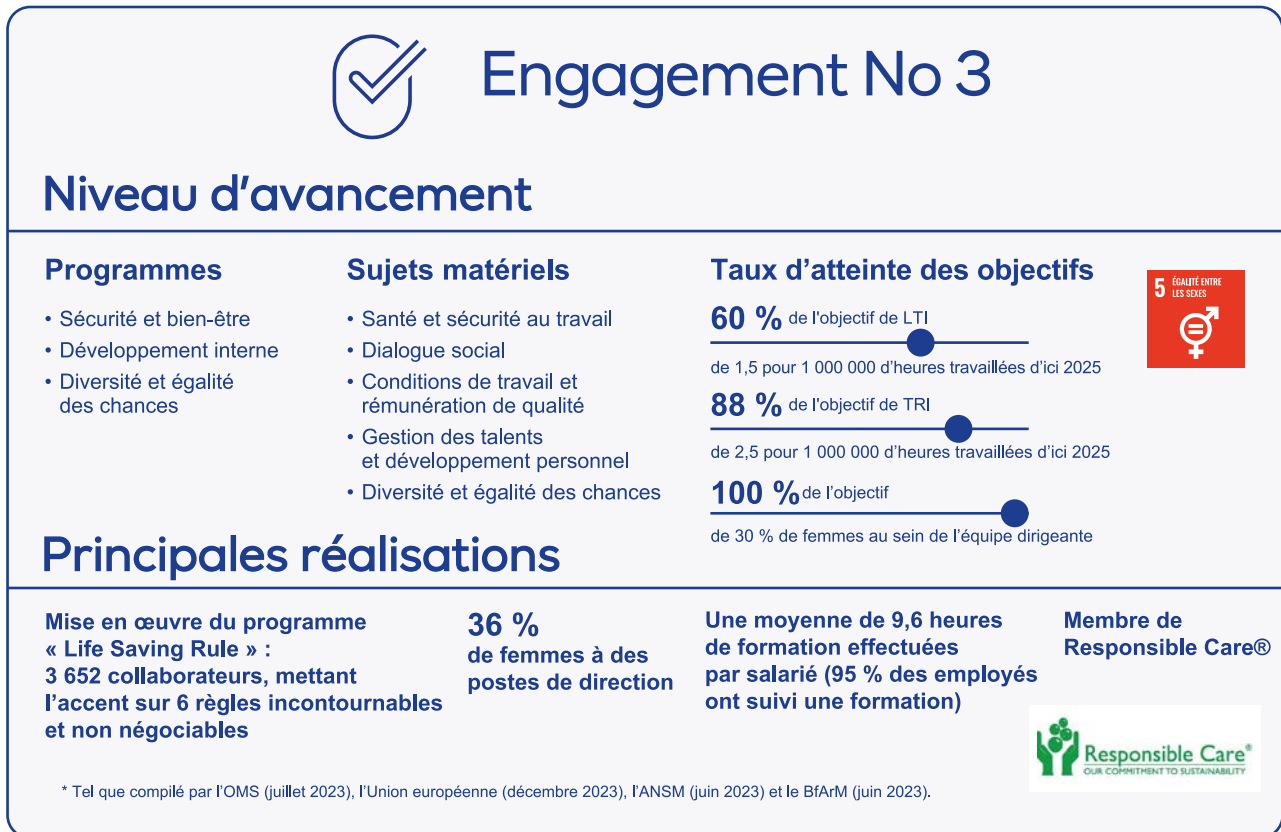 Engagement No 3
Niveau d'avancement
Programmes
• Sécurité et bien-être
• Développement interne
• Diversité et égalité
des chances
Sujets matériels
• Santé et sécurité au travail
• Dialogue social
• Conditions de travail et
rémunération de qualité
• Gestion des talents
et développement personnel
• Diversité et égalité des chances
Taux d’atteinte des objectifs
60 % de l'objectif de LTI
de 1,5 pour 1 000 000 d’heures travaillées d’ici 2025
88 % de l'objectif de TRI
de 2,5 pour 1 000 000 d’heures travaillées d’ici 2025
100 % de l’objectif
de 30 % de femmes au sein de l’équipe dirigeante
5 ÉGALITÉ ENTRE
LES SEXES
Principales réalisations
Mise en œuvre du programme
« Life Saving Rule » :
3 652 collaborateurs, mettant
l’accent sur 6 règles incontournables
et non négociables
36 %
de femmes à des
postes de direction
Une moyenne de 9,6 heures
de formation effectuées
par salarié (95 % des employés
ont suivi une formation)
Membre de
Responsible Care®
Responsible Care®
OUR COMMITMENT TO SUSTAINABILITY
* Tel que compilé par l’OMS (juillet 2023), l’Union européenne (décembre 2023), l’ANSM (juin 2023) et le BfArM (juin 2023).